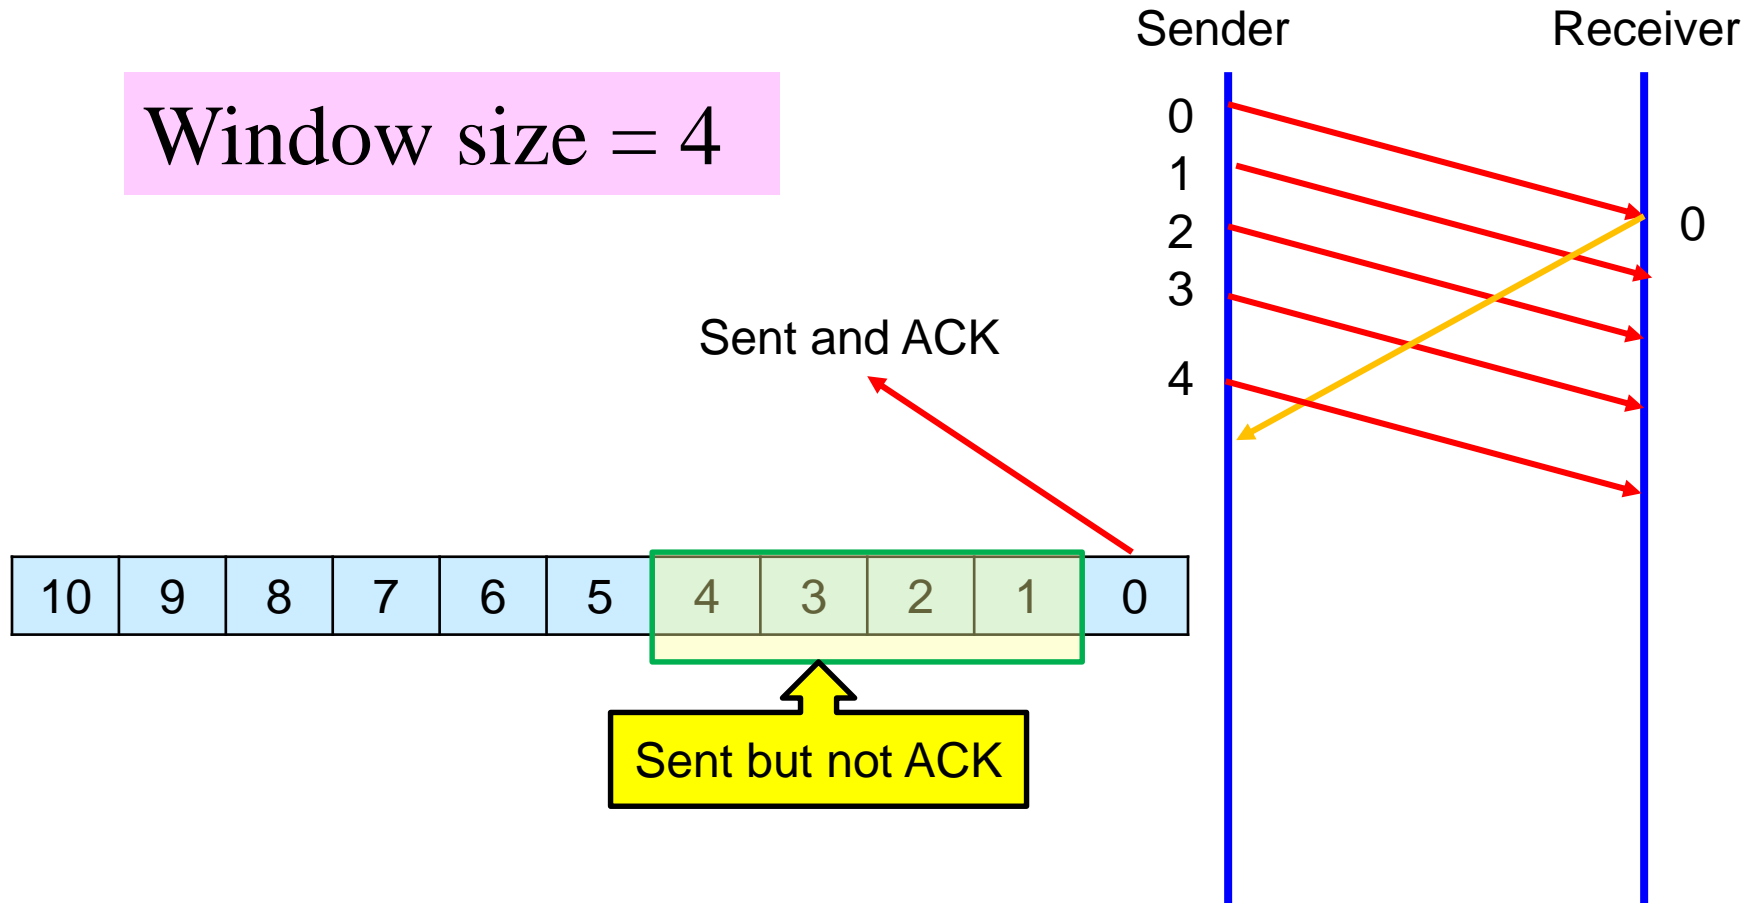 Sender Receiver
Window size = 4
0
1
2
3
4
0
Sent and ACK
10 9 8 7 6 5 4 3 2 1 0
Sent but not ACK